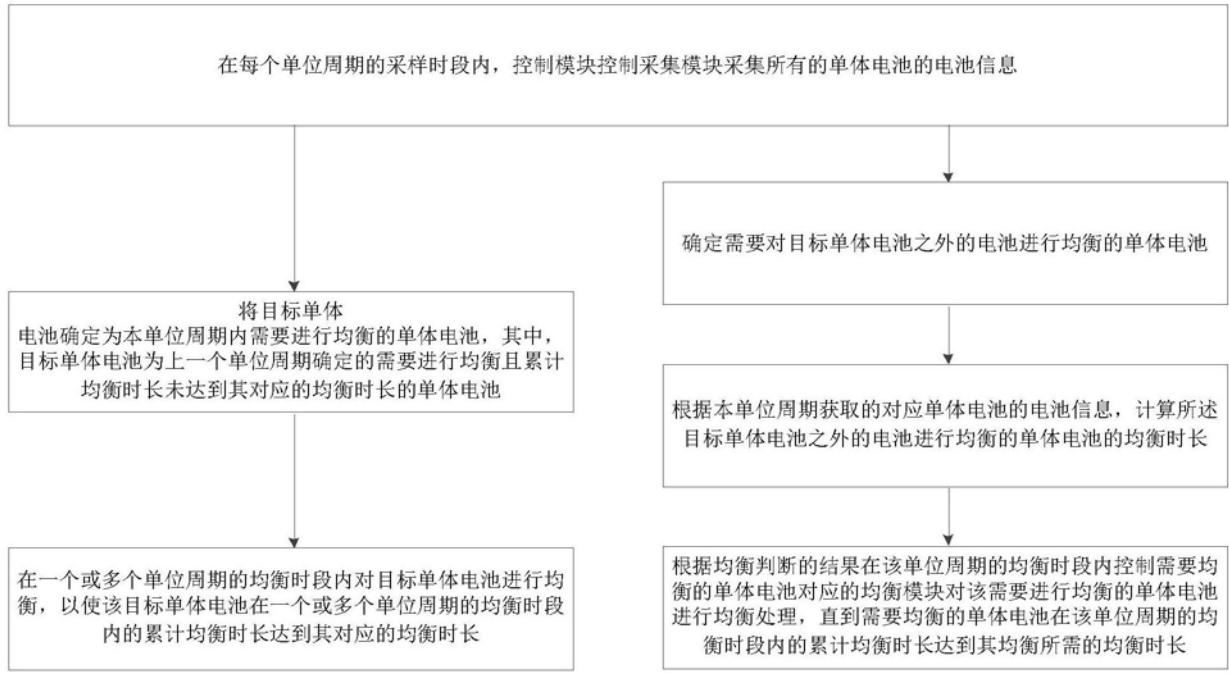 在每个单位周期的采样时段内，控制模块控制采集模块采集所有的单体电池的电池信息
将目标单体
电池确定为本单位周期内需要进行均衡的单体电池，其中，
目标单体电池为上一个单位周期确定的需要进行均衡且累计
均衡时长未达到其对应的均衡时长的单体电池
在一个或多个单位周期的均衡时段内对目标单体电池进行均
衡，以使该目标单体电池在一个或多个单位周期的均衡时段
内的累计均衡时长达到其对应的均衡时长
确定需要对目标单体电池之外的电池进行均衡的单体电池
根据本单位周期获取的对应单体电池的电池信息，计算所述
目标单体电池之外的电池进行均衡的单体电池的均衡时长
根据均衡判断的结果在该单位周期的均衡时段内控制需要均
衡的单体电池对应的均衡模块对该需要进行均衡的单体电池
进行均衡处理，直到需要均衡的单体电池在该单位周期的均
衡时段内的累计均衡时长达到其均衡所需的均衡时长